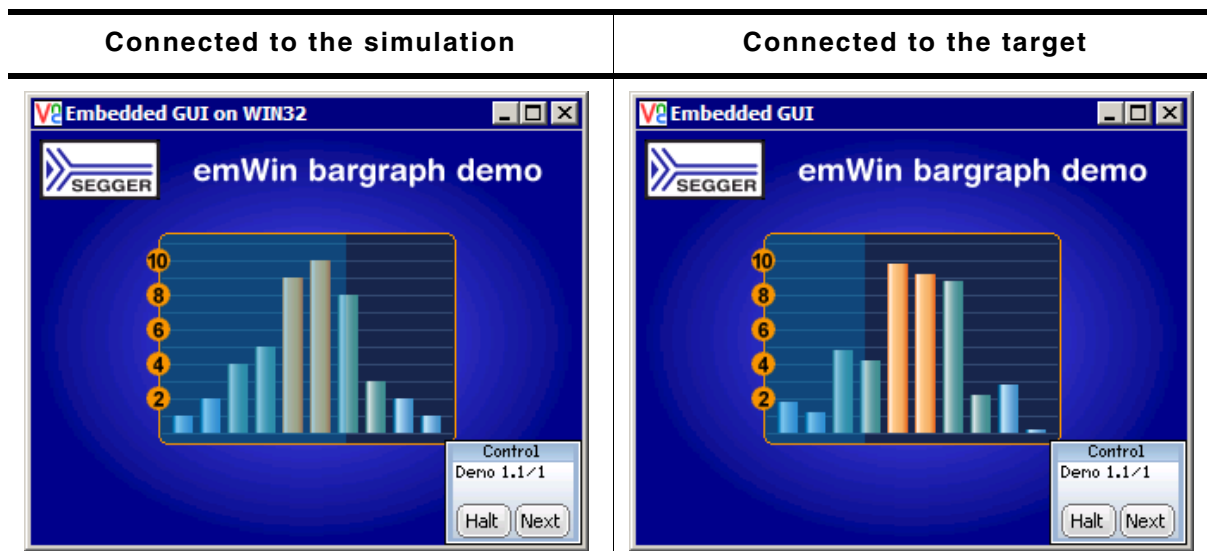 Connected to the simulation
Connected to the target
Embedded GUI on WIN32
SEGGER
emWin bargraph demo
10
8
6
4
2
Control
Demo 1.1/1
Halt Next
Embedded GUI
SEGGER
emWin bargraph demo
10
8
6
4
2
Control
Demo 1.1/1
Halt Next